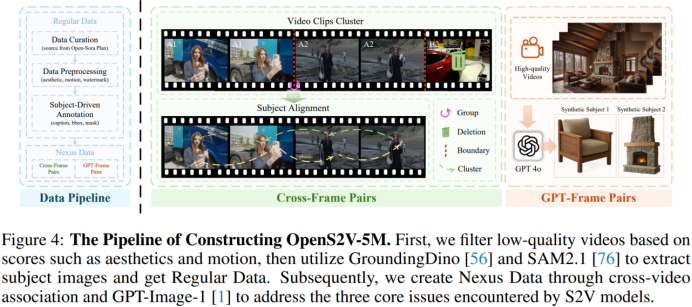 Regular Data
Data Curation
(source from Open-Sora Plan)
Data Preprocessing
(aesthetic, motion, watermark)
Subject-Driven
Annotation
(caption, bbox, mask)
Nexus Data
Cross-Frame
Pairs
GPT-Frame
Pairs
Data Pipeline
Video Clips Cluster
A1
A1
A2
A2
Subject Alignment
Group
Deletion
Boundary
Cluster
Cross-Frame Pairs
High-quality
Videos
GPT 4o
Synthetic Subject 1
Synthetic Subject 2
GPT-Frame Pairs
Figure 4: The Pipeline of Constructing OpenS2V-5M. First, we filter low-quality videos based on
scores such as aesthetics and motion, then utilize GroundingDino [56] and SAM2.1 [76] to extract
subject images and get Regular Data. Subsequently, we create Nexus Data through cross-video
association and GPT-Image-1 [1] to address the three core issues encountered by S2V models.